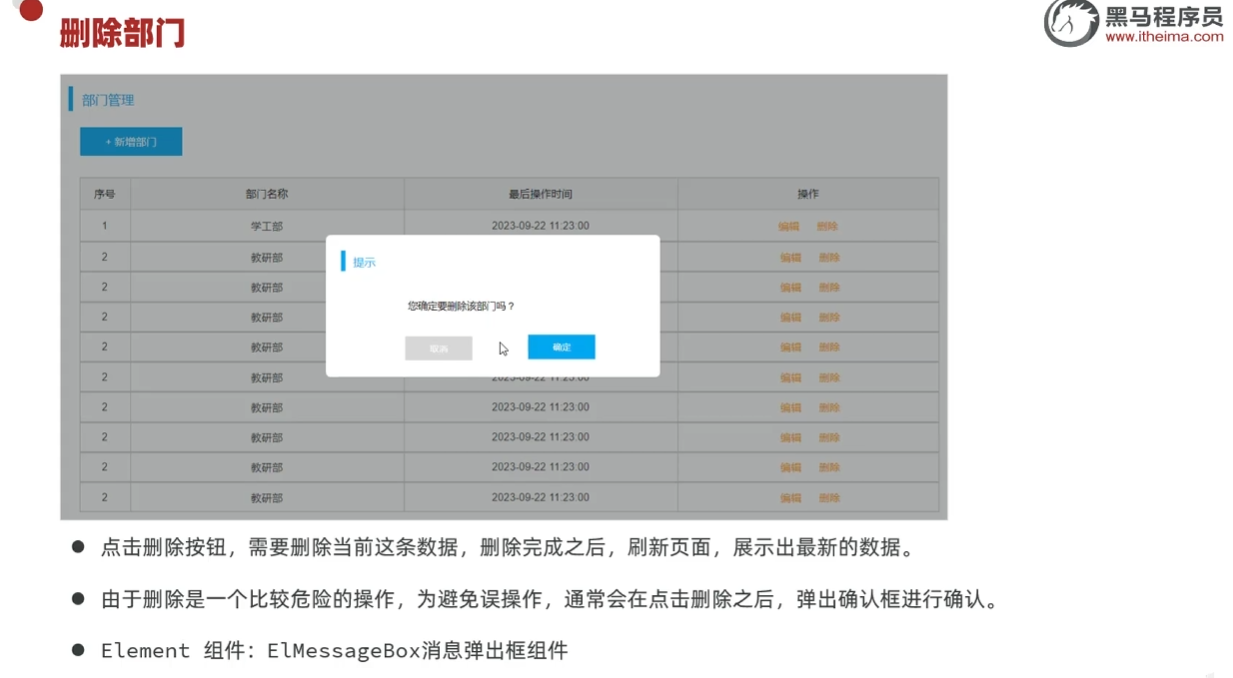 删除部门
黑马程序员
www.itheima.com
部门管理
+ 新增部门
序号 部门名称 最后操作时间 操作
1 学工部 2023-09-22 11:23:00 编辑 删除
2 教研部 编辑 删除
2 教研部 编辑 删除
2 教研部 编辑 删除
2 教研部 编辑 删除
2 教研部 2023-09-22 11:23:00 编辑 删除
2 教研部 2023-09-22 11:23:00 编辑 删除
2 教研部 2023-09-22 11:23:00 编辑 删除
2 教研部 2023-09-22 11:23:00 编辑 删除
2 教研部 2023-09-22 11:23:00 编辑 删除
提示
您确定要删除该部门吗？
取消 确定
● 点击删除按钮，需要删除当前这条数据，删除完成之后，刷新页面，展示出最新的数据。
● 由于删除是一个比较危险的操作，为避免误操作，通常会在点击删除之后，弹出确认框进行确认。
● Element 组件：ElMessageBox消息弹出框组件